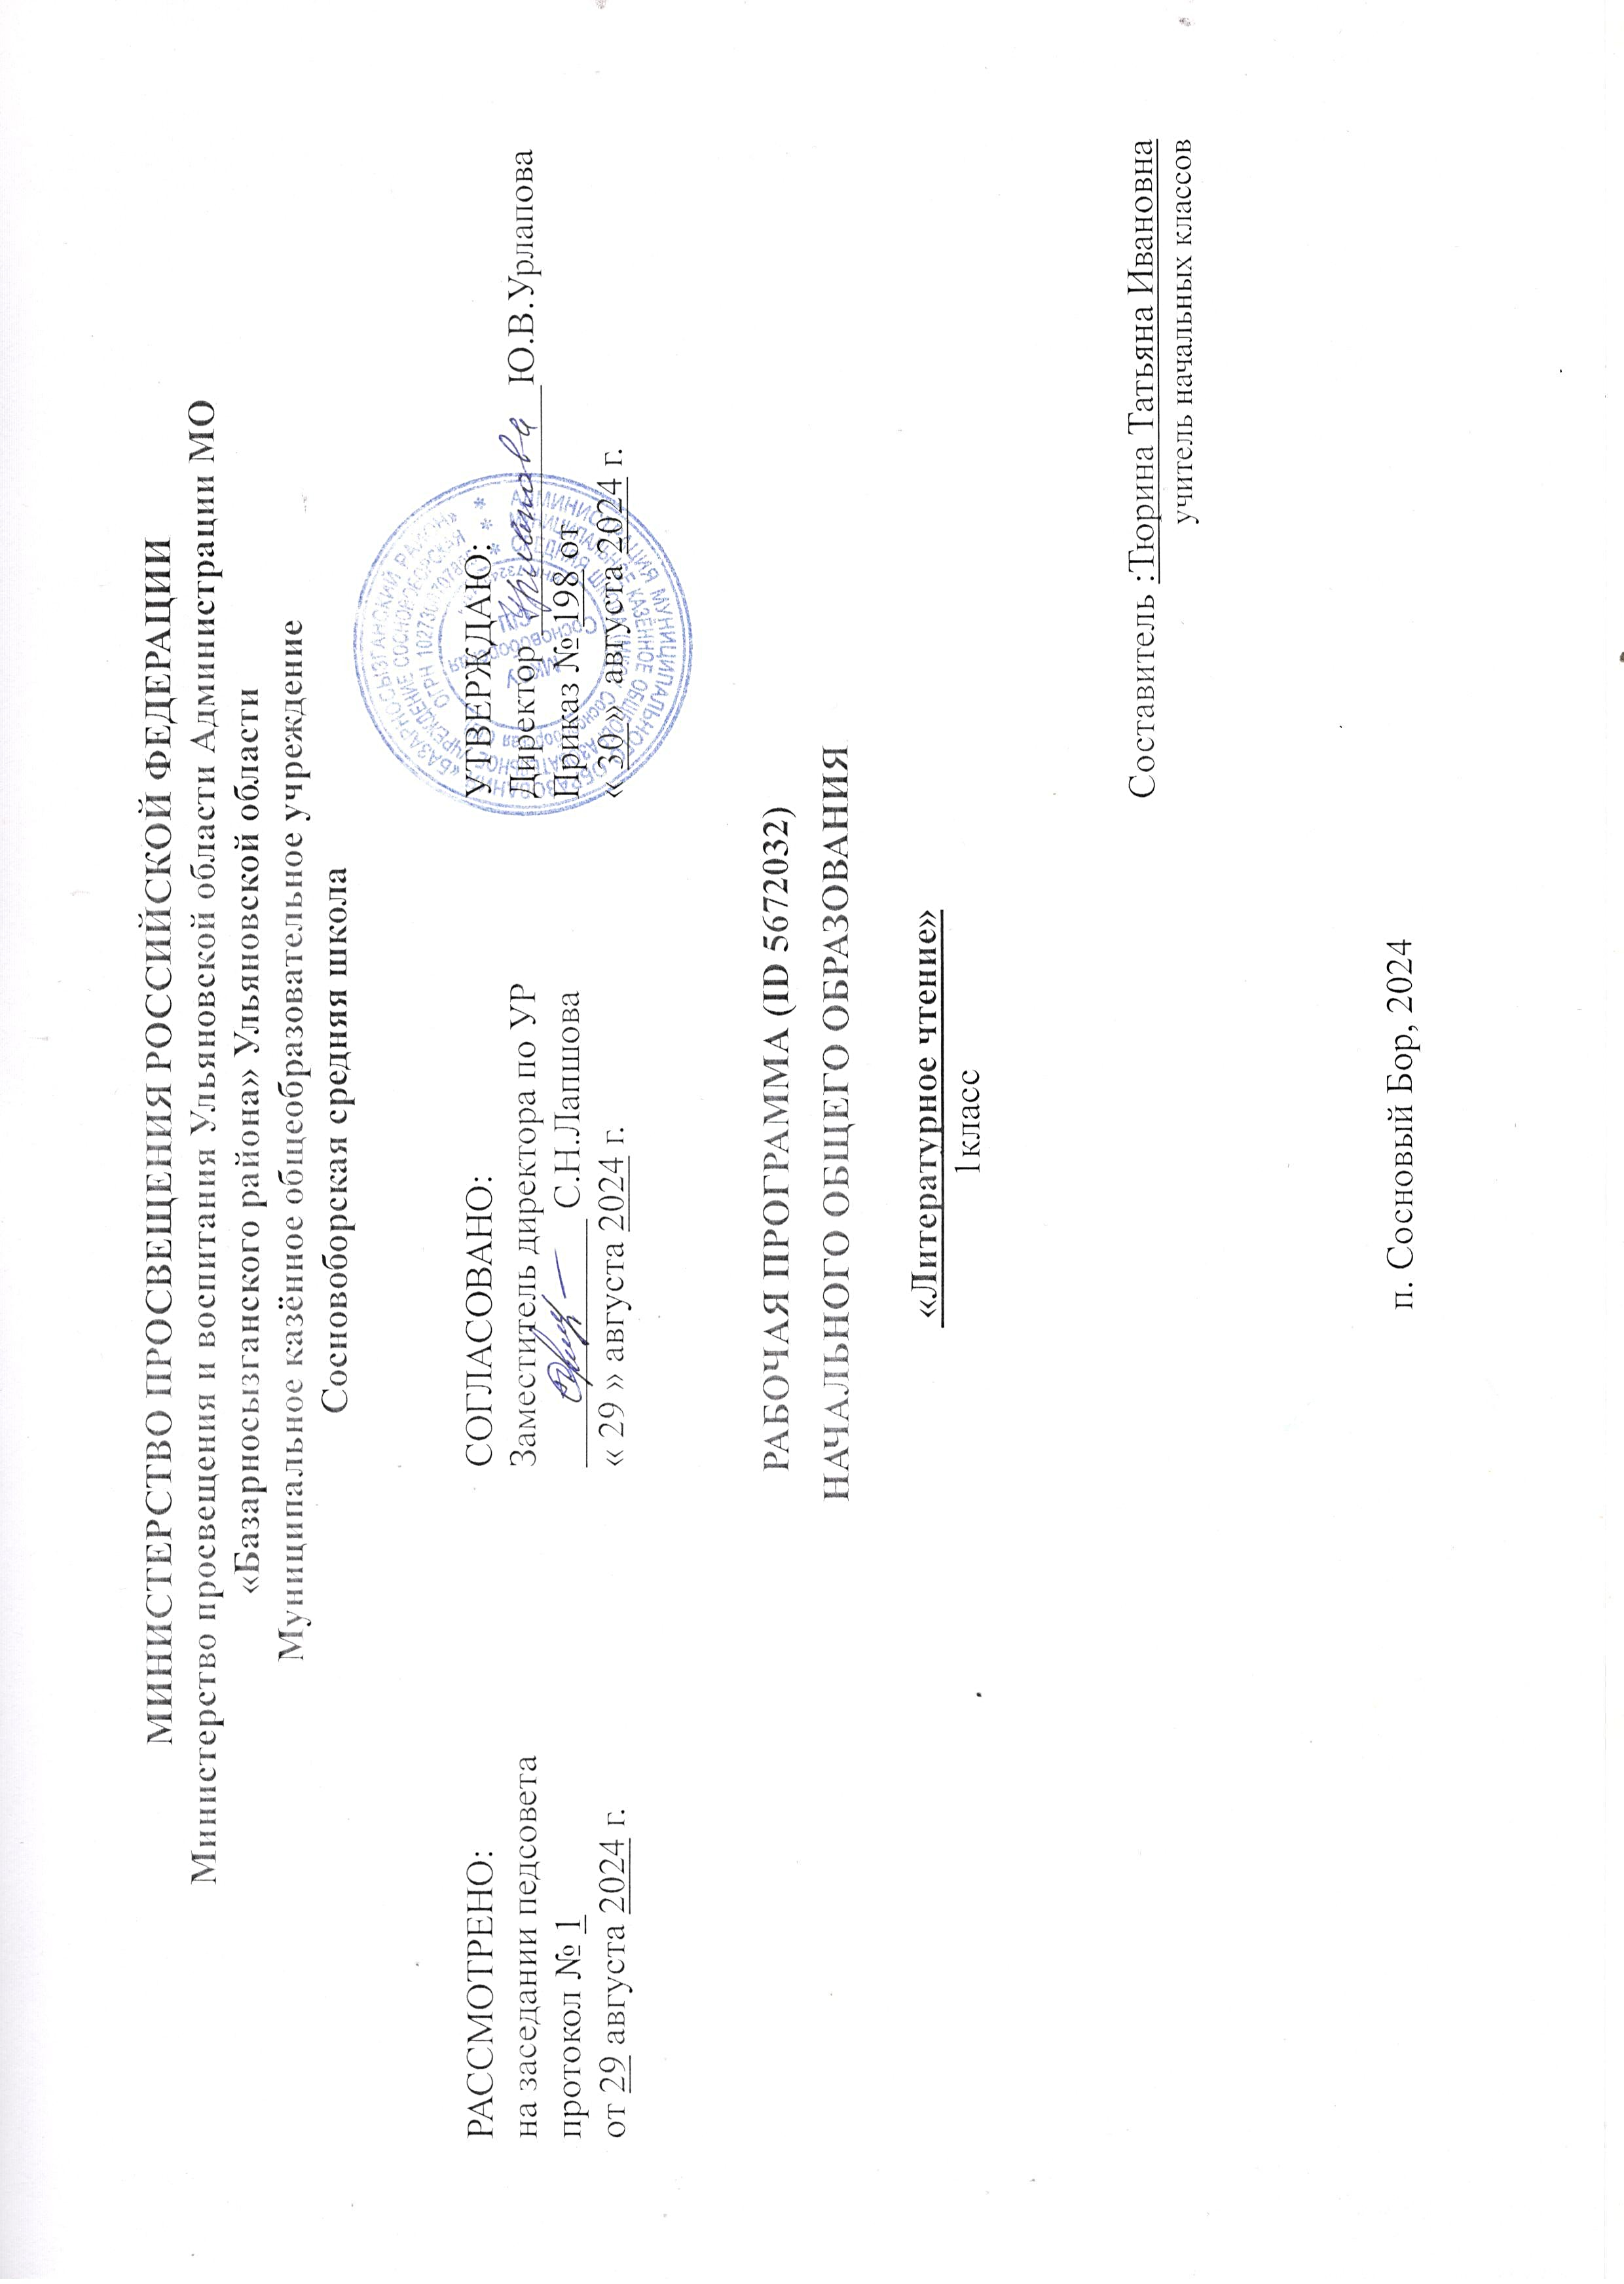 МИНИСТЕРСТВО ПРОСВЕЩЕНИЯ РОССИЙСКОЙ ФЕДЕРАЦИИ
Министерство просвещения и воспитания Ульяновской области Администрации МО
«Базарносызганского района» Ульяновской области
Муниципальное казённое общеобразовательное учреждение
Сосновоборская средняя школа
РАССМОТРЕНО:
на заседании педсовета
протокол № 1
от 29 августа 2024 г.
СОГЛАСОВАНО:
Заместитель директора по УР
С.Н.Лапшова
« 29 » августа 2024 г.
УТВЕРЖДАЮ:
Директор Ю.В.Урлапова
Приказ № 198 от
« 30 » августа 2024 г.
РАБОЧАЯ ПРОГРАММА (ID 5672032)
НАЧАЛЬНОГО ОБЩЕГО ОБРАЗОВАНИЯ
«Литературное чтение»
1класс
Составитель :Тюрина Татьяна Ивановна
учитель начальных классов
п. Сосновый Бор, 2024